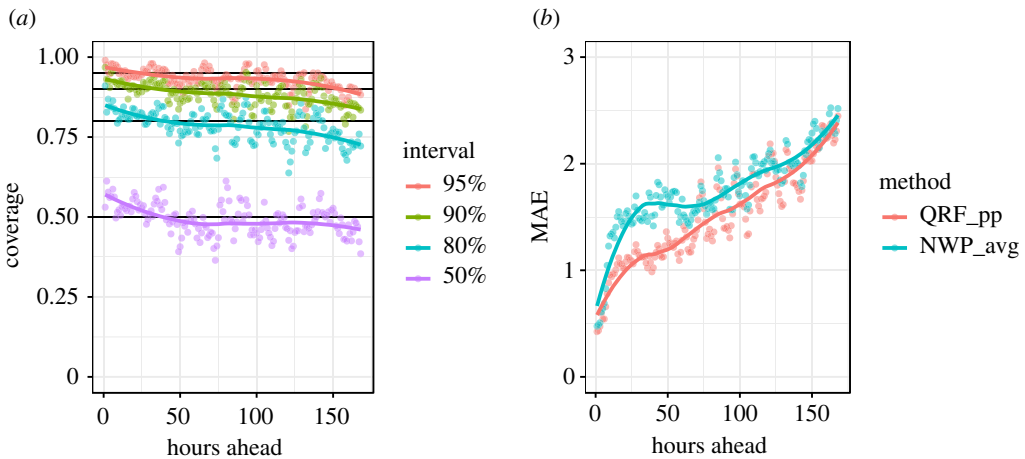 (a)
(b)
1.00
0.75
0.50
0.25
0
coverage
0 50 100 150
hours ahead
interval
95%
90%
80%
50%
3
2
1
0
MAE
0 50 100 150
hours ahead
method
QRF_pp
NWP_avg